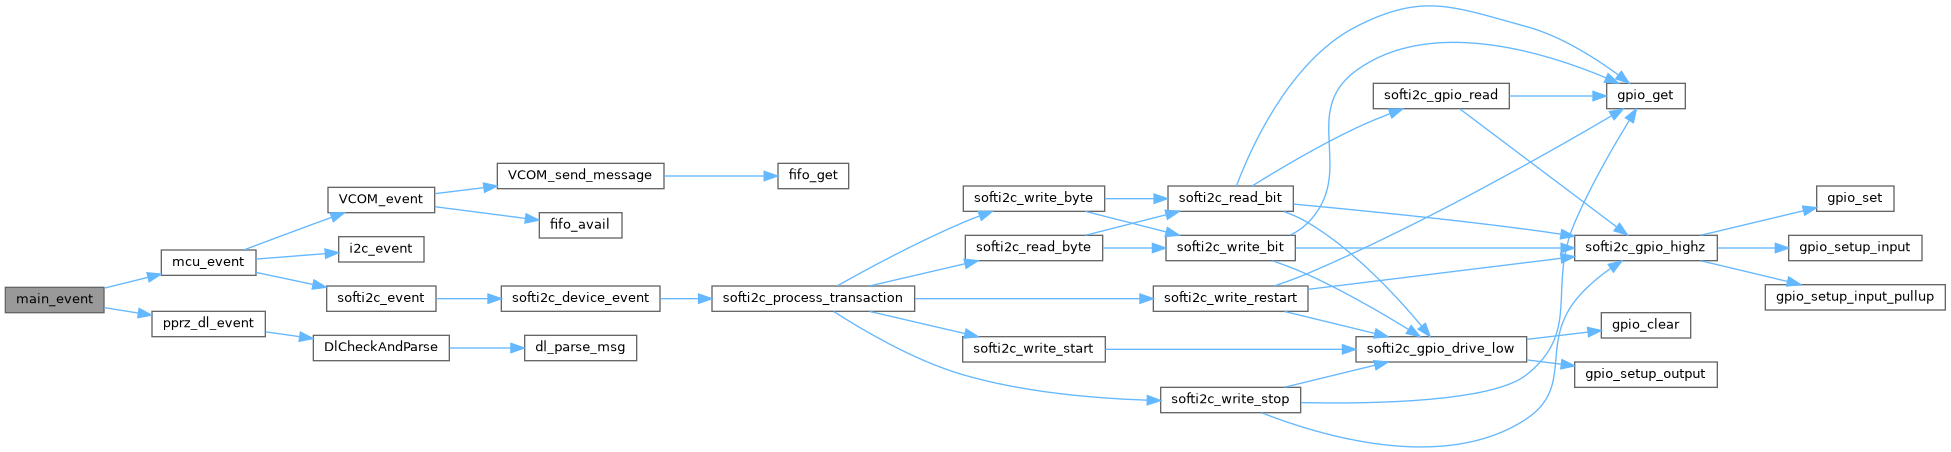 main_event
mcu_event
pprz_dl_event
VCOM_event
i2c_event
softi2c_event
DlCheckAndParse
VCOM_send_message
fifo_avail
softi2c_device_event
dl_parse_msg
fifo_get
softi2c_process_transaction
softi2c_write_byte
softi2c_read_byte
softi2c_write_start
softi2c_read_bit
softi2c_write_bit
softi2c_write_restart
softi2c_write_stop
softi2c_gpio_read
softi2c_gpio_drive_low
gpio_get
softi2c_gpio_highz
gpio_clear
gpio_setup_output
gpio_set
gpio_setup_input
gpio_setup_input_pullup